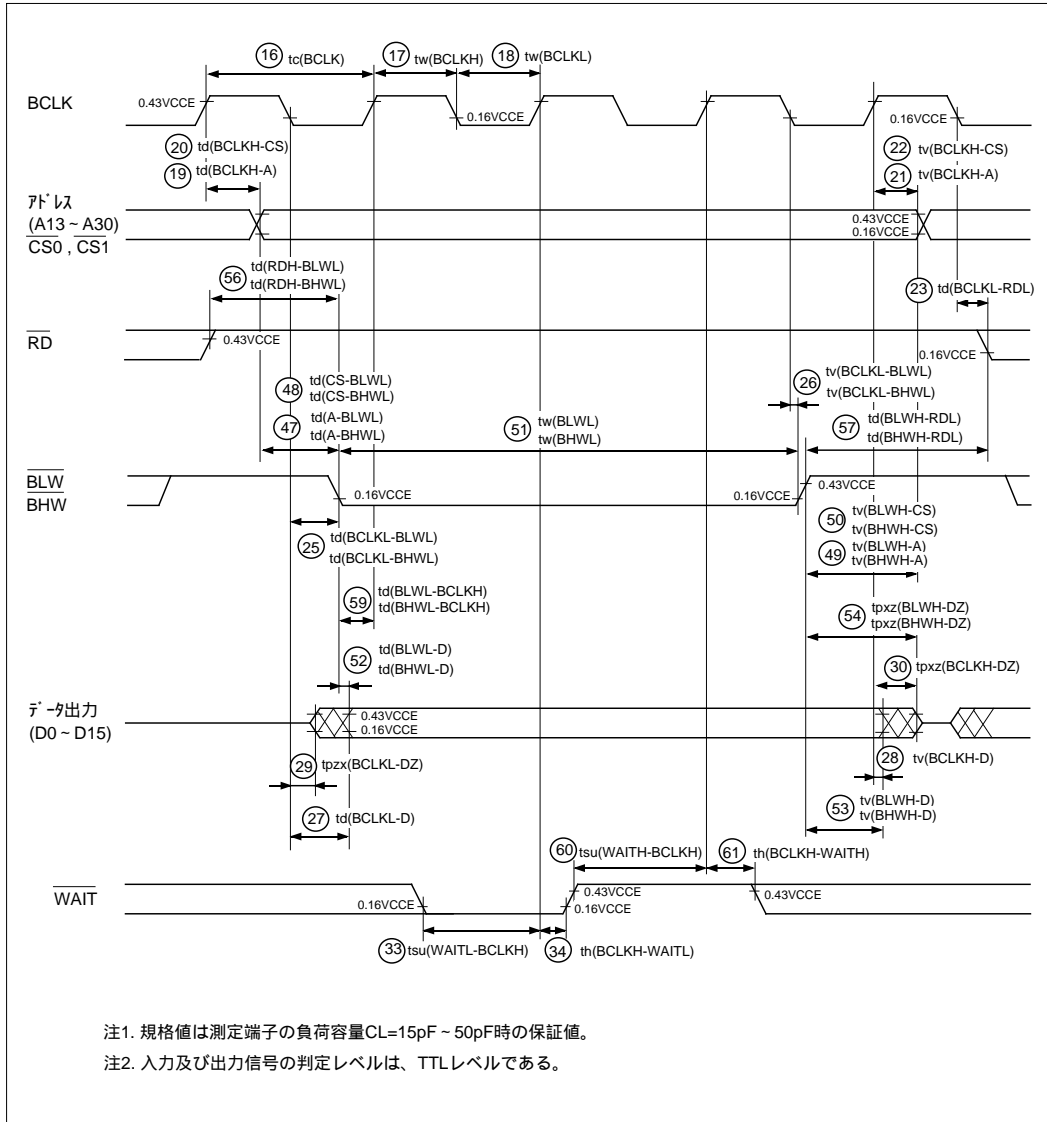 16 tc(BCLK)
17 tw(BCLKH)
18 tw(BCLKL)
BCLK
0.43VCCE
0.16VCCE
0.16VCCE
20 td(BCLKH-CS)
19 td(BCLKH-A)
22 tv(BCLKH-CS)
21 tv(BCLKH-A)
アドレス
(A13 ~ A30)
CS0 , CS1
0.43VCCE
0.16VCCE
56 td(RDH-BLWL)
td(RDH-BHWL)
23 td(BCLKL-RDL)
RD
0.43VCCE
0.16VCCE
48 td(CS-BLWL)
td(CS-BHWL)
47 td(A-BLWL)
td(A-BHWL)
51 tw(BLWL)
tw(BHWL)
26 tv(BCLKL-BLWL)
tv(BCLKL-BHWL)
57 td(BLWH-RDL)
td(BHWH-RDL)
BLW
BHW
0.16VCCE
0.16VCCE
0.43VCCE
25 td(BCLKL-BLWL)
td(BCLKL-BHWL)
50 tv(BLWH-CS)
tv(BHWH-CS)
49 tv(BLWH-A)
tv(BHWH-A)
59 td(BLWL-BCLKH)
td(BHWL-BCLKH)
54 tpxz(BLWH-DZ)
tpxz(BHWH-DZ)
52 td(BLWL-D)
td(BHWL-D)
30 tpxz(BCLKH-DZ)
データ出力
(D0 ~ D15)
0.43VCCE
0.16VCCE
29 tpzx(BCLKL-DZ)
28 tv(BCLKH-D)
27 td(BCLKL-D)
53 tv(BLWH-D)
tv(BHWH-D)
60 tsu(WAITH-BCLKH)
61 th(BCLKH-WAITH)
WAIT
0.16VCCE
0.43VCCE
0.16VCCE
0.43VCCE
33 tsu(WAITL-BCLKH)
34 th(BCLKH-WAITL)
注1. 規格値は測定端子の負荷容量CL=15pF ~ 50pF時の保証値。
注2. 入力及び出力信号の判定レベルは、TTLレベルである。